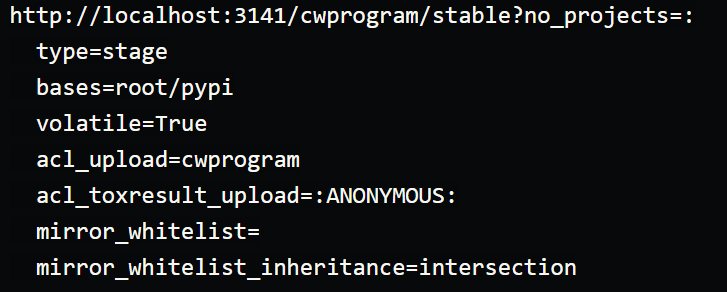 http://localhost:3141/cwprogram/stable?no_projects=:
type=stage
bases=root/pypi
volatile=True
acl_upload=cwprogram
acl_toxresult_upload=:ANONYMOUS:
mirror_whitelist=
mirror_whitelist_inheritance=intersection